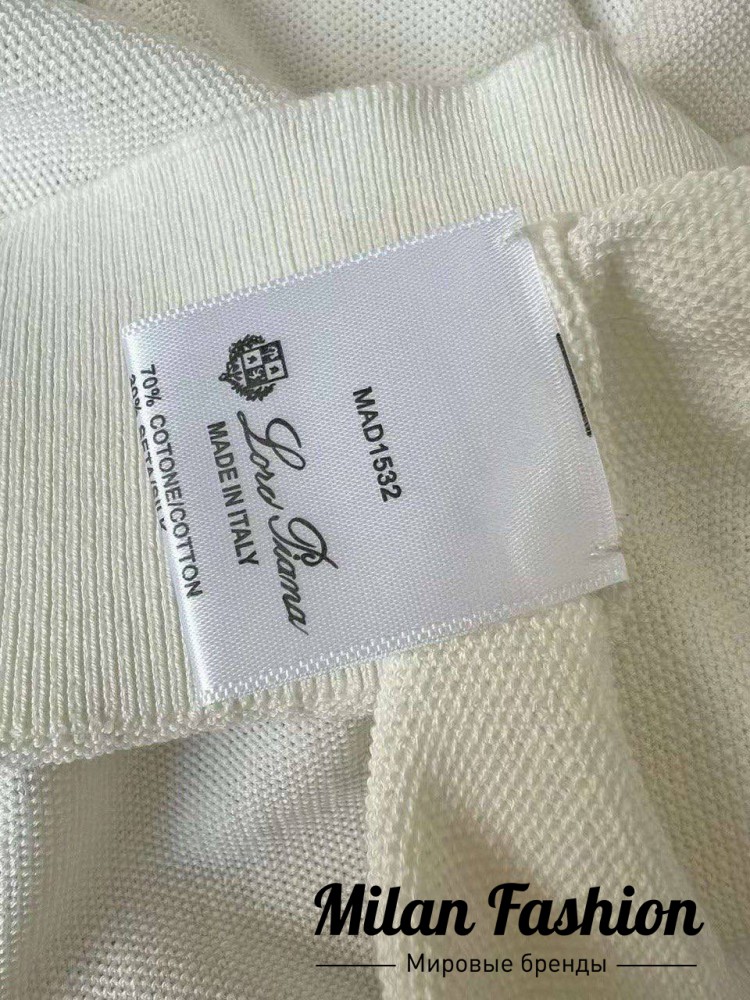 MAD1532
Loro Piana
MADE IN ITALY
70% COTONE/COTTON
Milan Fashion
Мировые бренды